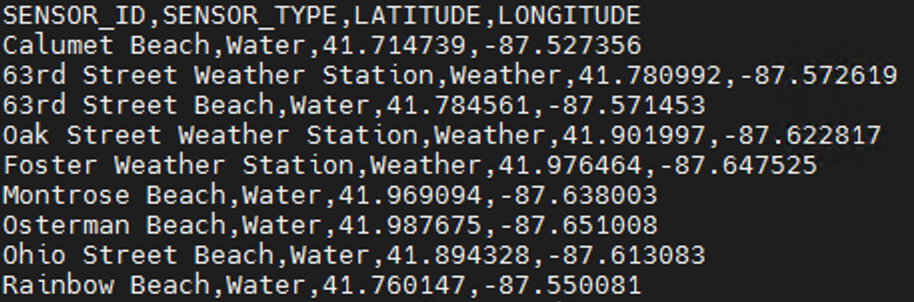 SENSOR_ID,SENSOR_TYPE,LATITUDE,LONGITUDE
Calumet Beach,Water,41.714739,-87.527356
63rd Street Weather Station,Weather,41.780992,-87.572619
63rd Street Beach,Water,41.784561,-87.571453
Oak Street Weather Station,Weather,41.901997,-87.622817
Foster Weather Station,Weather,41.976464,-87.647525
Montrose Beach,Water,41.969094,-87.638003
Osterman Beach,Water,41.987675,-87.651008
Ohio Street Beach,Water,41.894328,-87.613083
Rainbow Beach,Water,41.760147,-87.550081